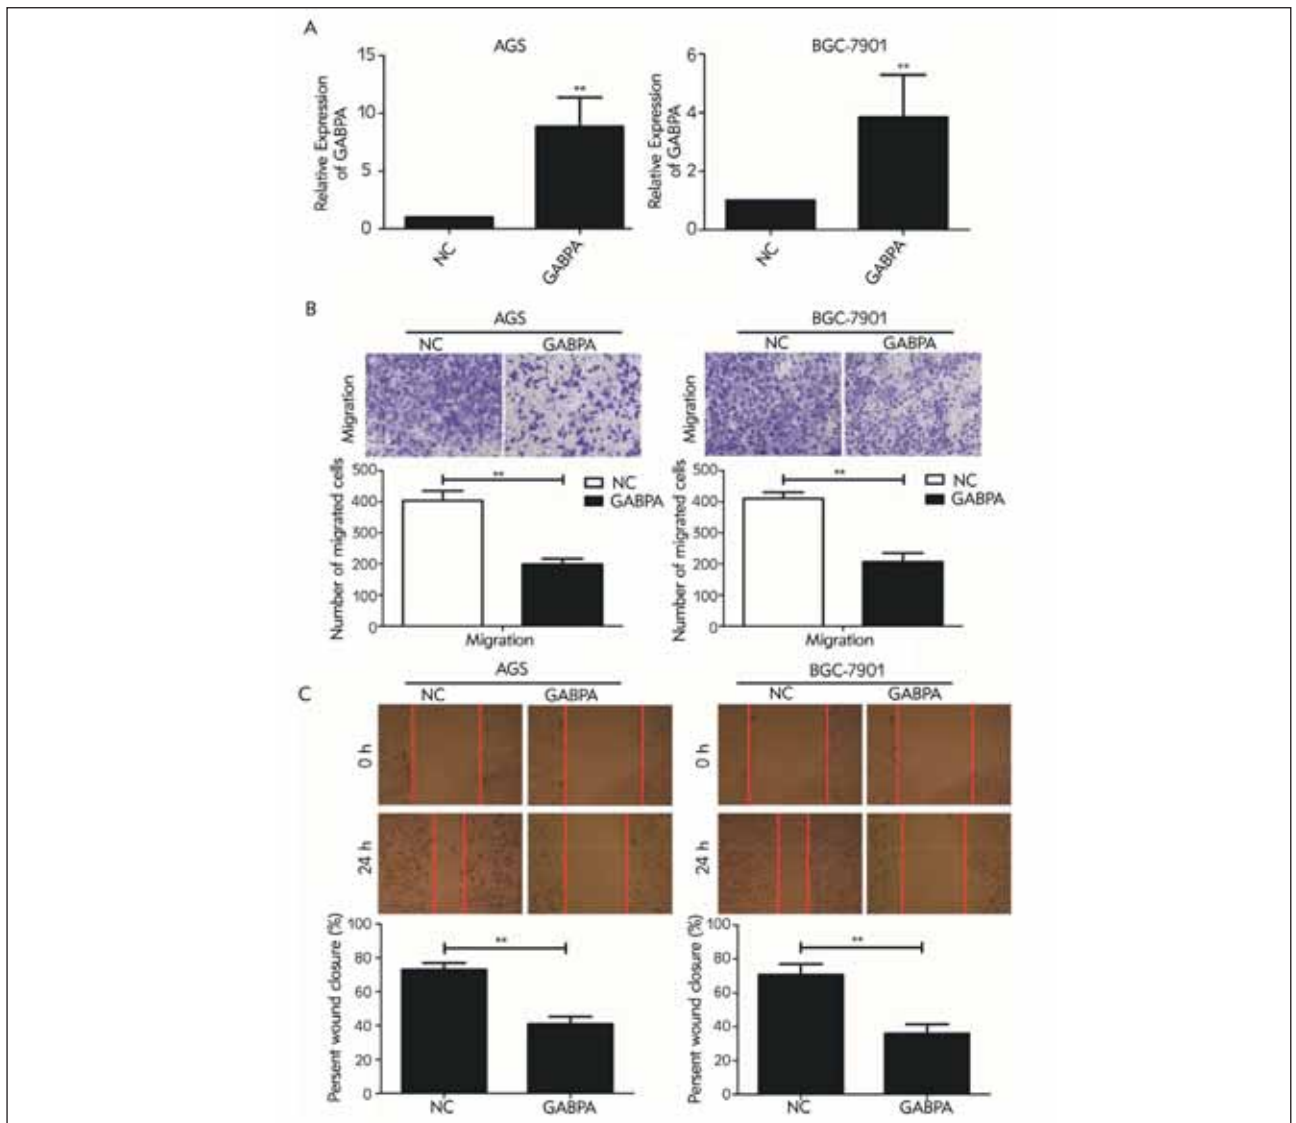 A
AGS
BGC-7901
Relative Expression
of GABPA
15
10
5
0
NC
GABPA
**
Relative Expression
of GABPA
6
4
2
0
NC
GABPA
**
B
AGS
BGC-7901
NC
GABPA
NC
GABPA
Migration
Migration
Number of migrated cells
500
400
300
200
100
0
**
NC
GABPA
Migration
Number of migrated cells
500
400
300
200
100
0
**
NC
GABPA
Migration
C
AGS
BGC-7901
NC
GABPA
NC
GABPA
0 h
0 h
24 h
24 h
Persent wound closure (%)
100
80
60
40
20
0
**
NC
GABPA
Persent wound closure (%)
100
80
60
40
20
0
**
NC
GABPA